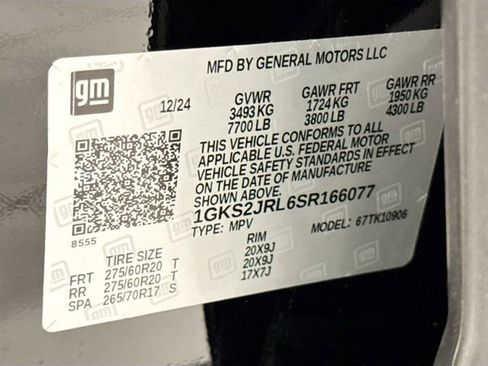 gm
MFD BY GENERAL MOTORS LLC
12/24
GVWR GAWR FRT GAWR RR
3493 KG 1724 KG 1950 KG
7700 LB 3800 LB 4300 LB
THIS VEHICLE CONFORMS TO ALL
APPLICABLE U.S. FEDERAL MOTOR
VEHICLE SAFETY STANDARDS IN EFFECT
ON THE DATE OF MANUFACTURE
SHOWN ABOVE.
1GKS2JRL6SR166077
TYPE: MPV MODEL: 67TK10906
8555
TIRE SIZE RIM
FRT 275/60R20 T 20X9J
RR 275/60R20 T 20X9J
SPA 265/70R17 S 17X7J